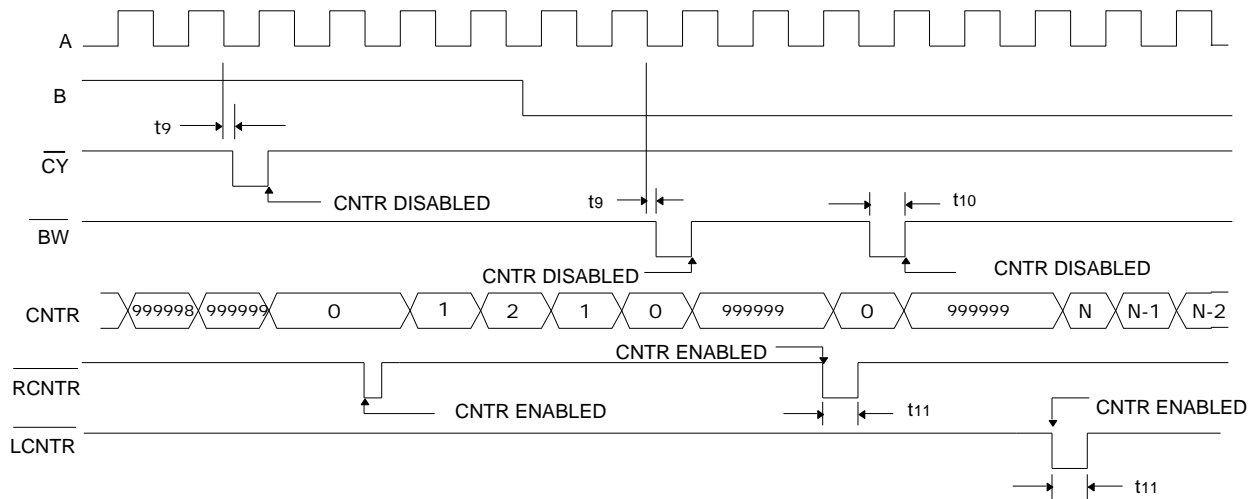 A
B
t9
CY
CNTR DISABLED
t9
t10
BW
CNTR DISABLED
CNTR DISABLED
CNTR
999998 999999 0 1 2 1 0 999999 0 999999 N N-1 N-2
CNTR ENABLED
RCNTR
CNTR ENABLED
t11
CNTR ENABLED
LCNTR
t11